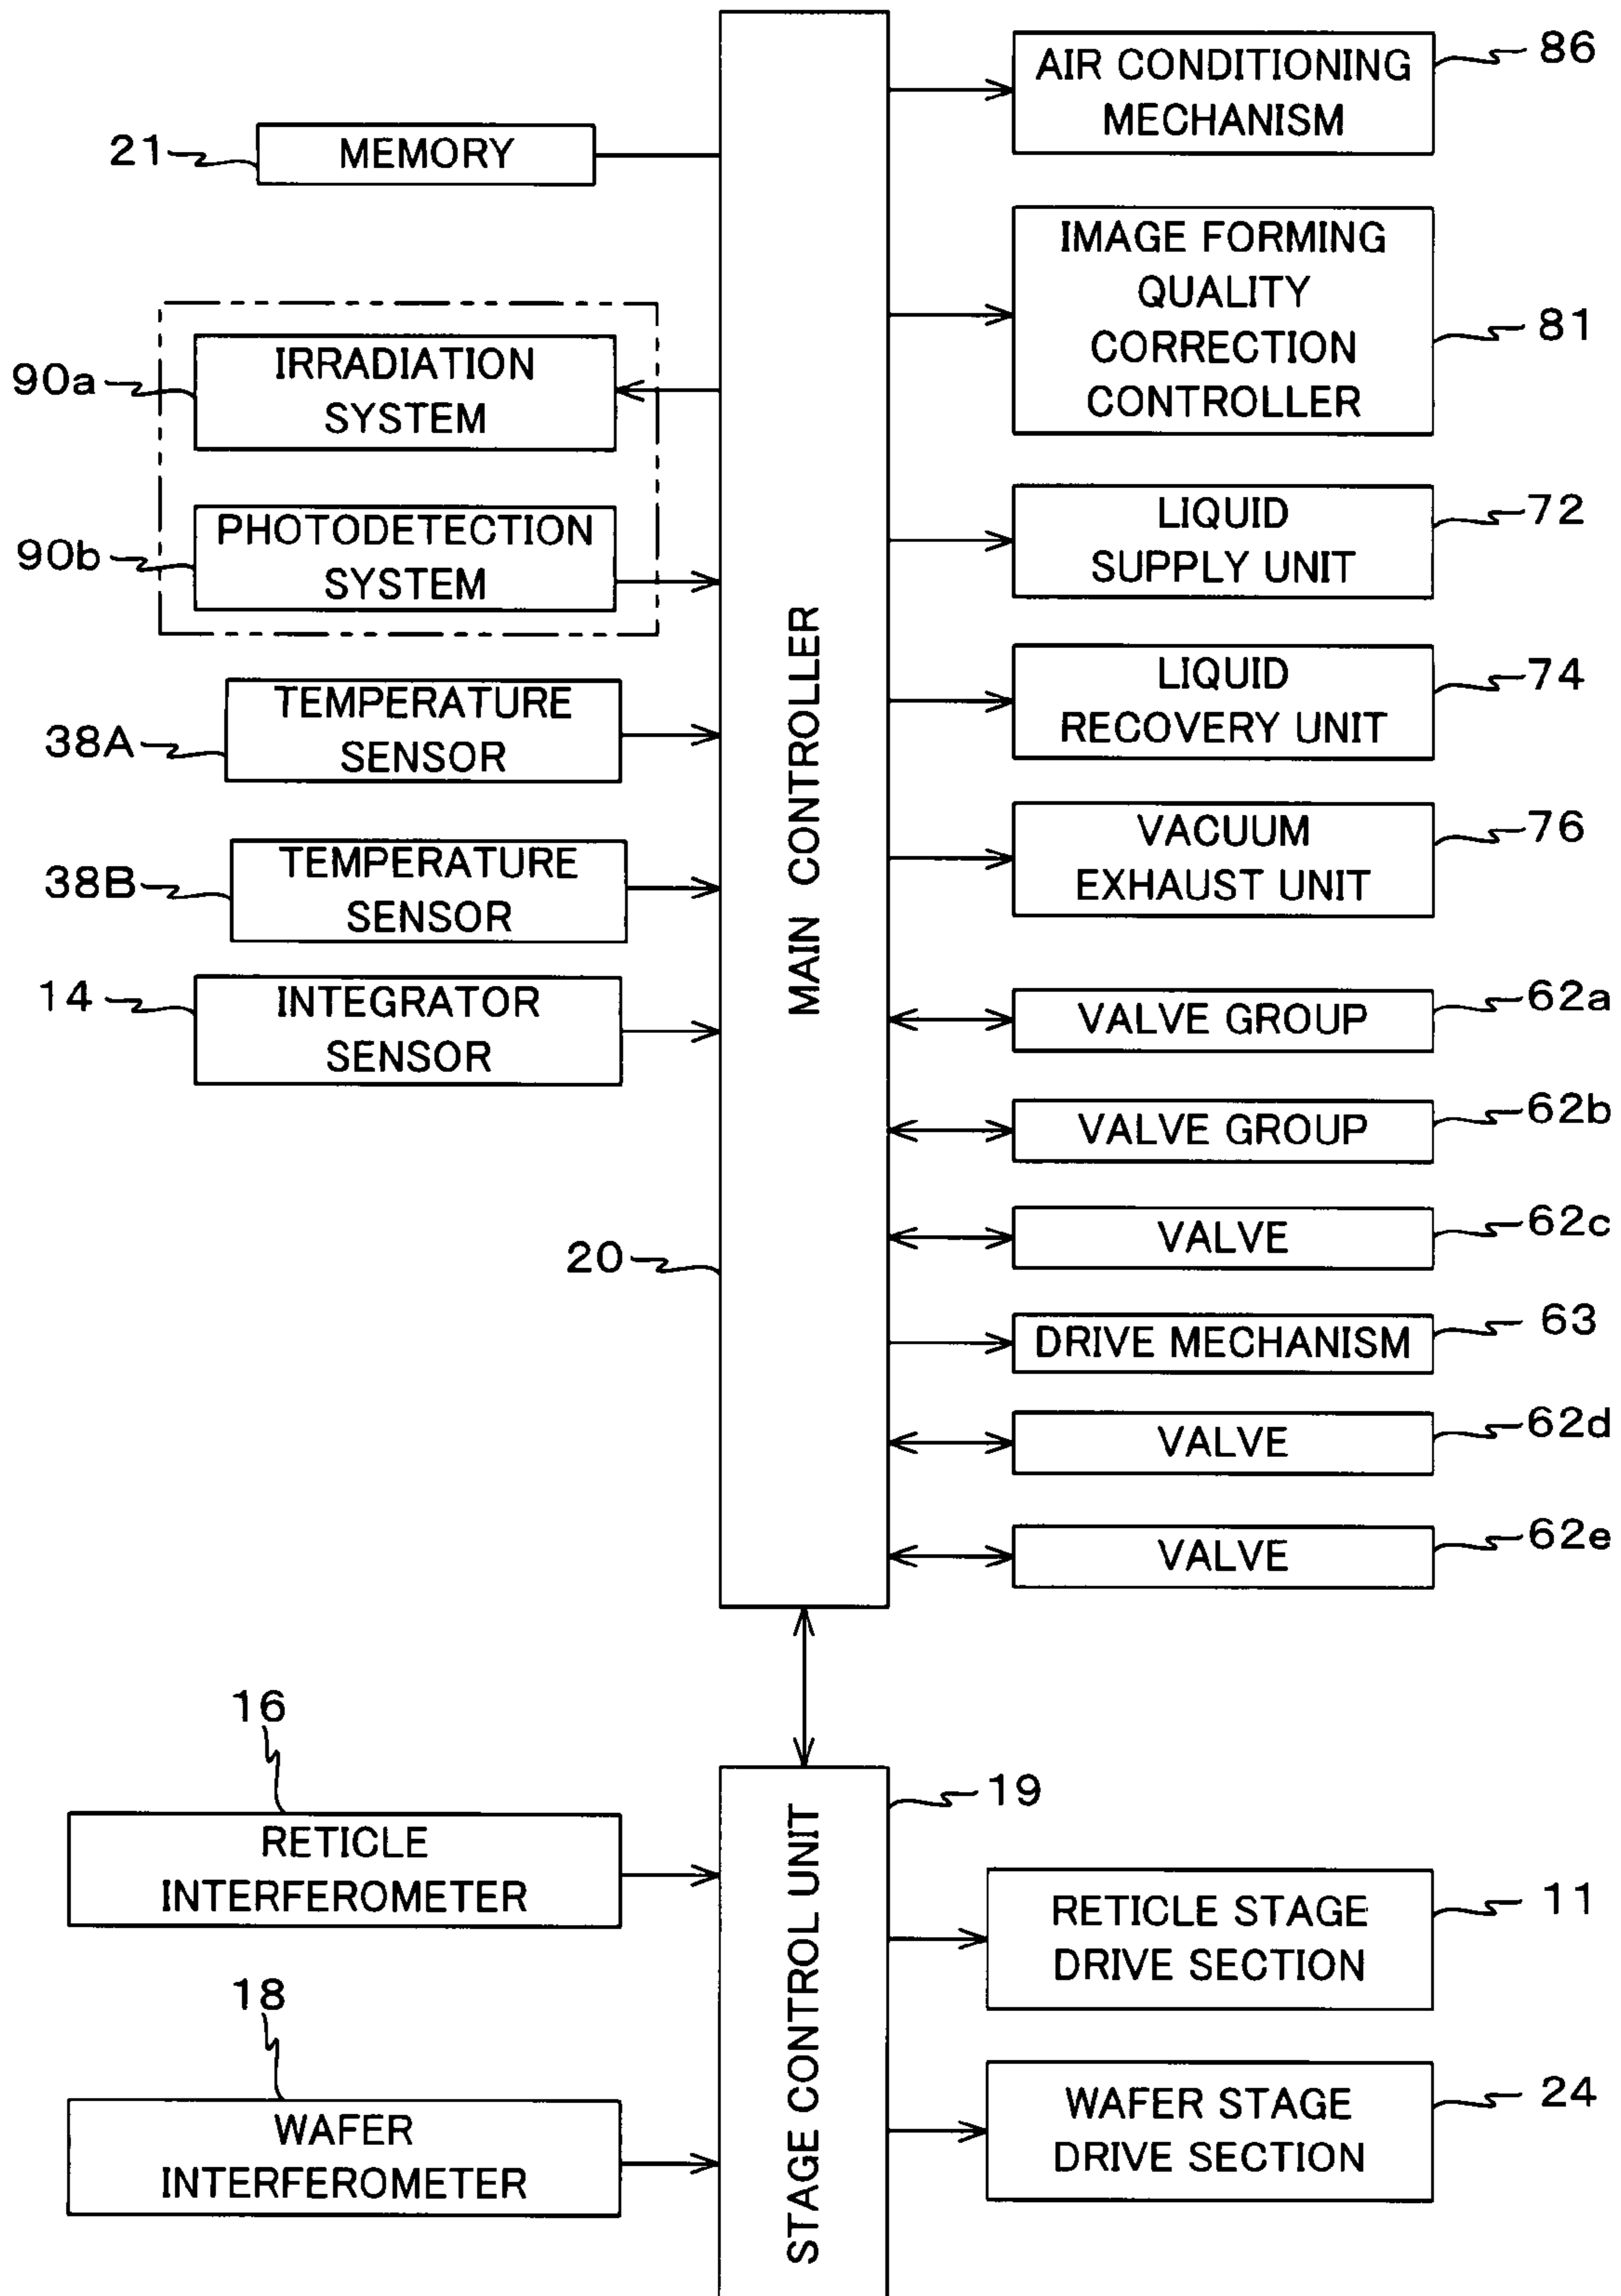 21
MEMORY
90a
IRRADIATION
SYSTEM
90b
PHOTODETECTION
SYSTEM
38A
TEMPERATURE
SENSOR
38B
TEMPERATURE
SENSOR
14
INTEGRATOR
SENSOR
20
MAIN CONTROLLER
AIR CONDITIONING
MECHANISM
86
IMAGE FORMING
QUALITY
CORRECTION
CONTROLLER
81
LIQUID
SUPPLY UNIT
72
LIQUID
RECOVERY UNIT
74
VACUUM
EXHAUST UNIT
76
VALVE GROUP
62a
VALVE GROUP
62b
VALVE
62c
DRIVE MECHANISM
63
VALVE
62d
VALVE
62e
16
RETICLE
INTERFEROMETER
18
WAFER
INTERFEROMETER
STAGE CONTROL UNIT
19
RETICLE STAGE
DRIVE SECTION
11
WAFER STAGE
DRIVE SECTION
24